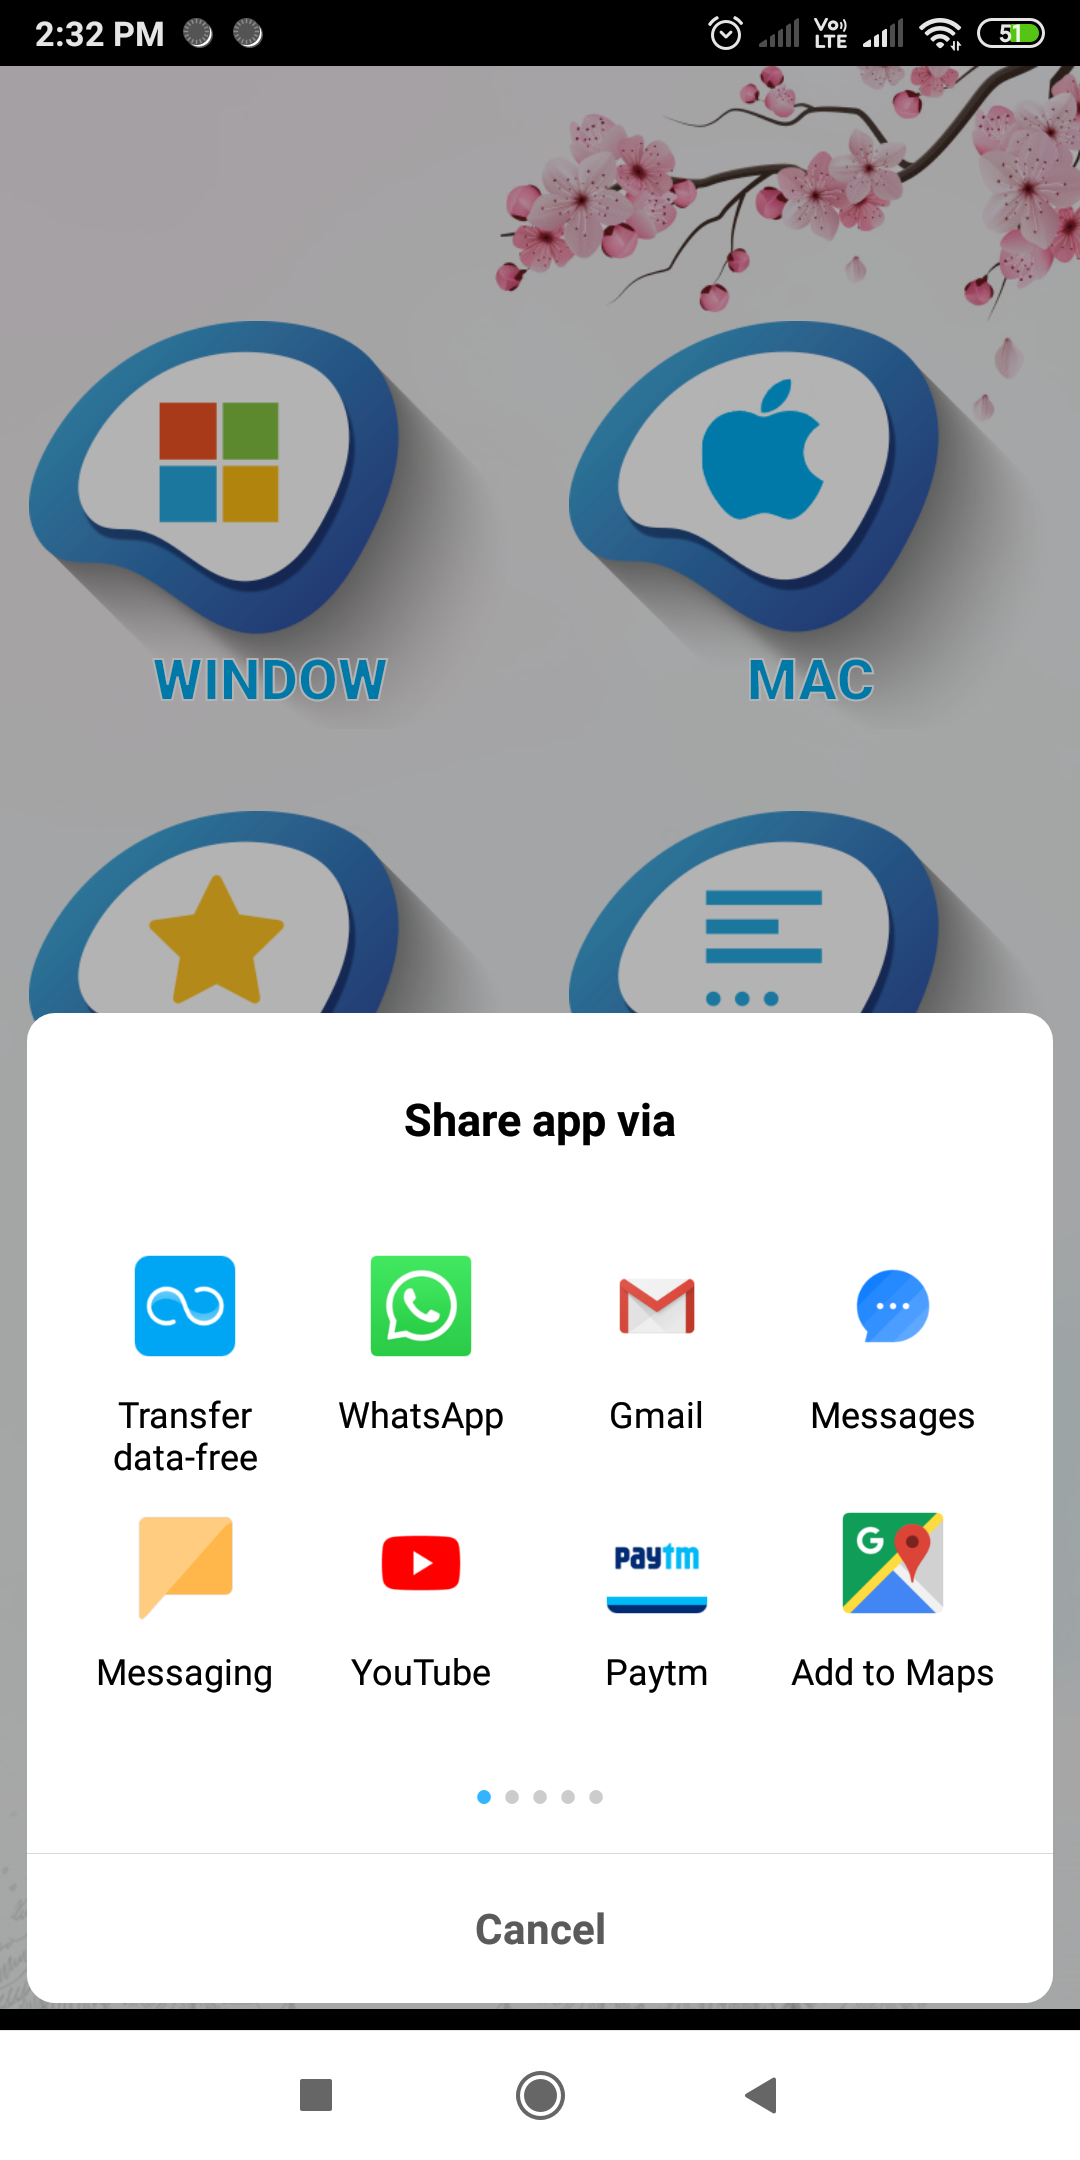 2:32 PM
Vo)) LTE
51
WINDOW
MAC
Share app via
Transfer data-free
WhatsApp
Gmail
Messages
Messaging
YouTube
paytm
Paytm
G
Add to Maps
Cancel